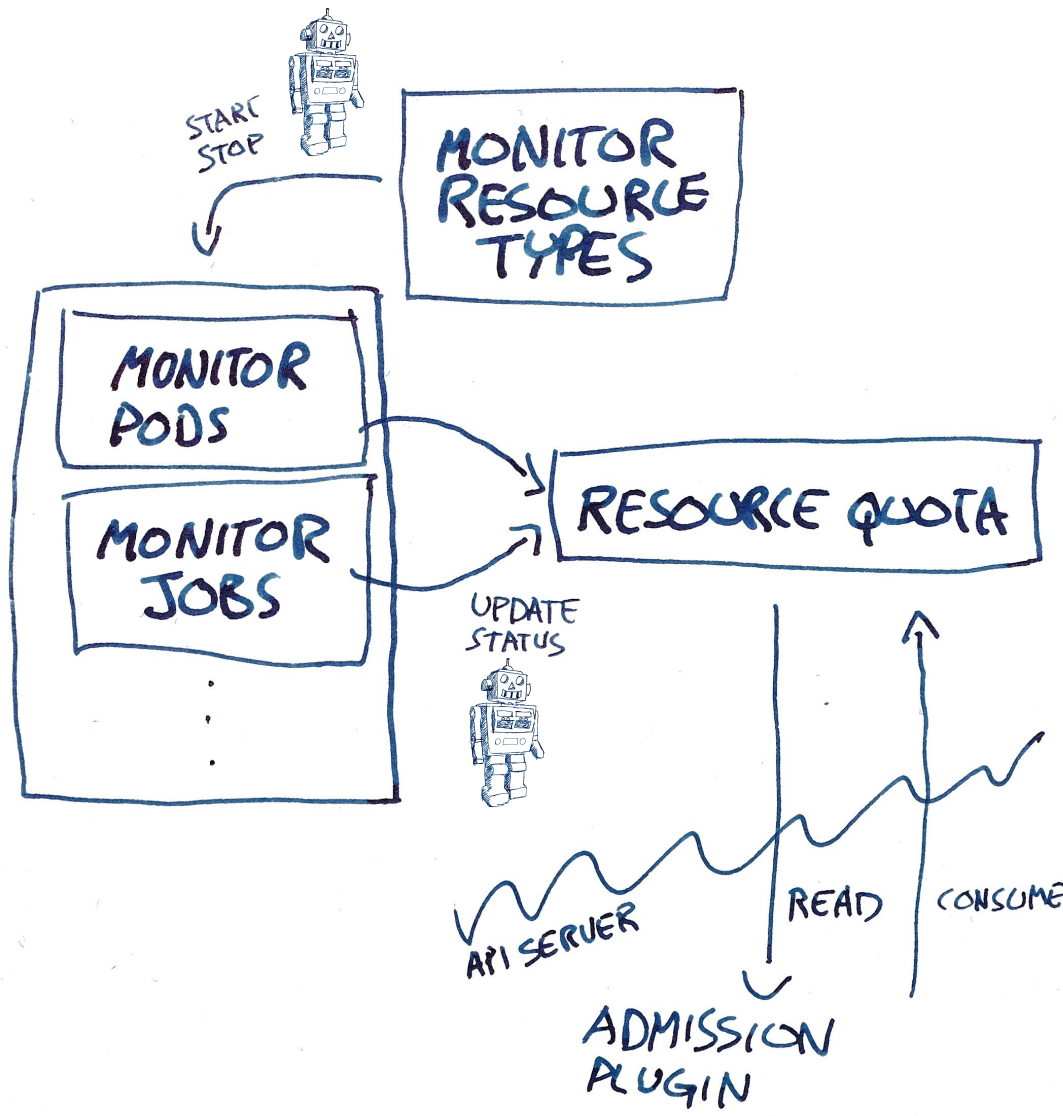 START
STOP
MONITOR
RESOURCE
TYPES
MONITOR
PODS
MONITOR
JOBS
RESOURCE QUOTA
UPDATE
STATUS
API SERVER
READ
CONSUME
ADMISSION
PLUGIN